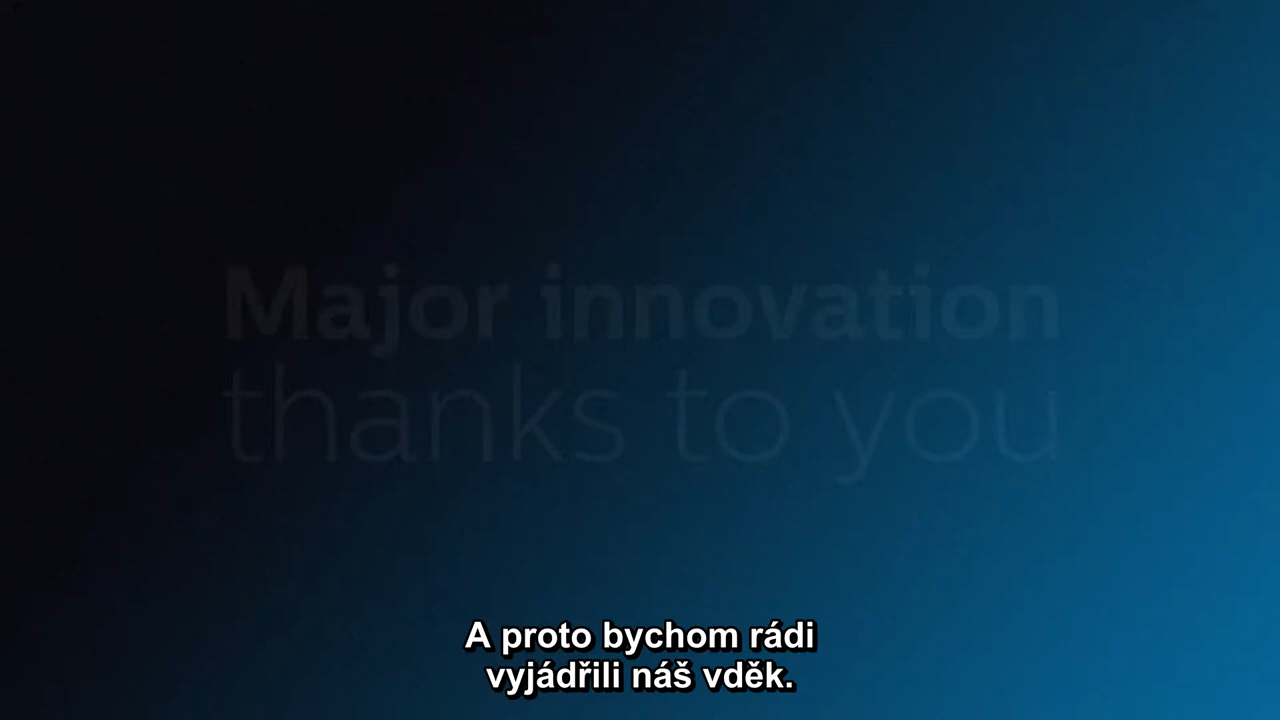 Major innovation
thanks to you
A proto bychom rádi
vyjádřili náš vděk.